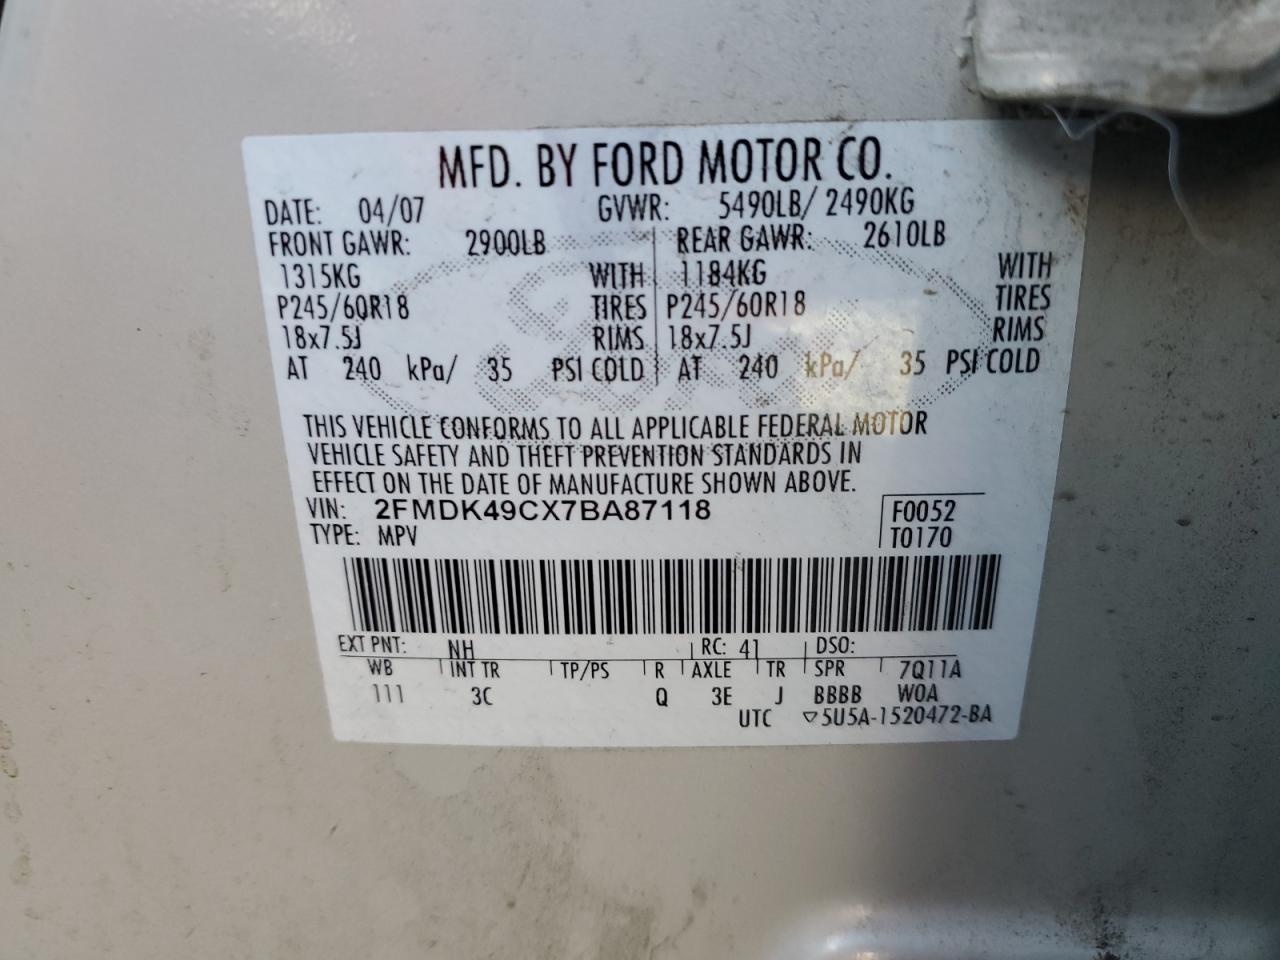 MFD. BY FORD MOTOR CO.
DATE: 04/07 GVWR: 5490LB/ 2490KG
FRONT GAWR: 2900LB REAR GAWR: 2610LB
1315KG WITH 1184KG WITH
P245/60R18 TIRES P245/60R18 TIRES
18x7.5J RIMS 18x7.5J RIMS
AT 240 kPa/ 35 PSI COLD AT 240 kPa/ 35 PSI COLD
THIS VEHICLE CONFORMS TO ALL APPLICABLE FEDERAL MOTOR
VEHICLE SAFETY AND THEFT PREVENTION STANDARDS IN
EFFECT ON THE DATE OF MANUFACTURE SHOWN ABOVE.
VIN: 2FMDK49CX7BA87118 F0052
TYPE: MPV T0170
EXT PNT: NH RC: 41 DSO:
WB INT TR TP/PS R AXLE TR SPR 7Q11A
111 3C Q 3E J BBBB WOA
UTC ▽5U5A-1520472-BA